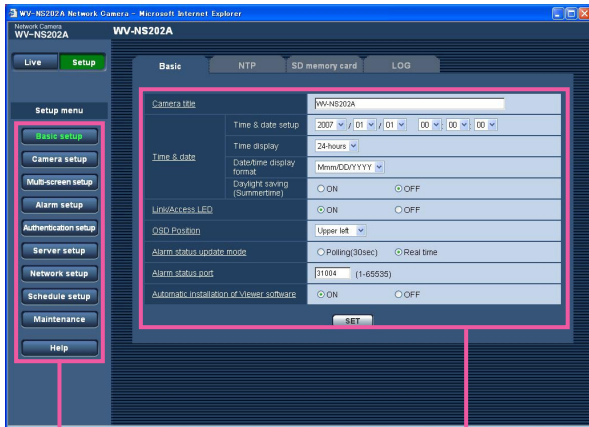 WV-NS202A Network Camera - Microsoft Internet Explorer
Network Camera
WV-NS202A
WV-NS202A
Live Setup
Basic NTP SD memory card LOG
Setup menu
Basic setup
Camera setup
Multi-screen setup
Alarm setup
Authentication setup
Server setup
Network setup
Schedule setup
Maintenance
Help
Camera title WV-NS202A
Time & date
Time & date setup 2007 / 01 / 01 00 : 00 : 00
Time display 24-hours
Date/time display
format Mmm/DD/YYYY
Daylight saving
(Summertime) ON OFF
Link/Access LED ON OFF
OSD Position Upper left
Alarm status update mode Polling(30sec) Real time
Alarm status port 31004 (1-65535)
Automatic installation of Viewer software ON OFF
SET